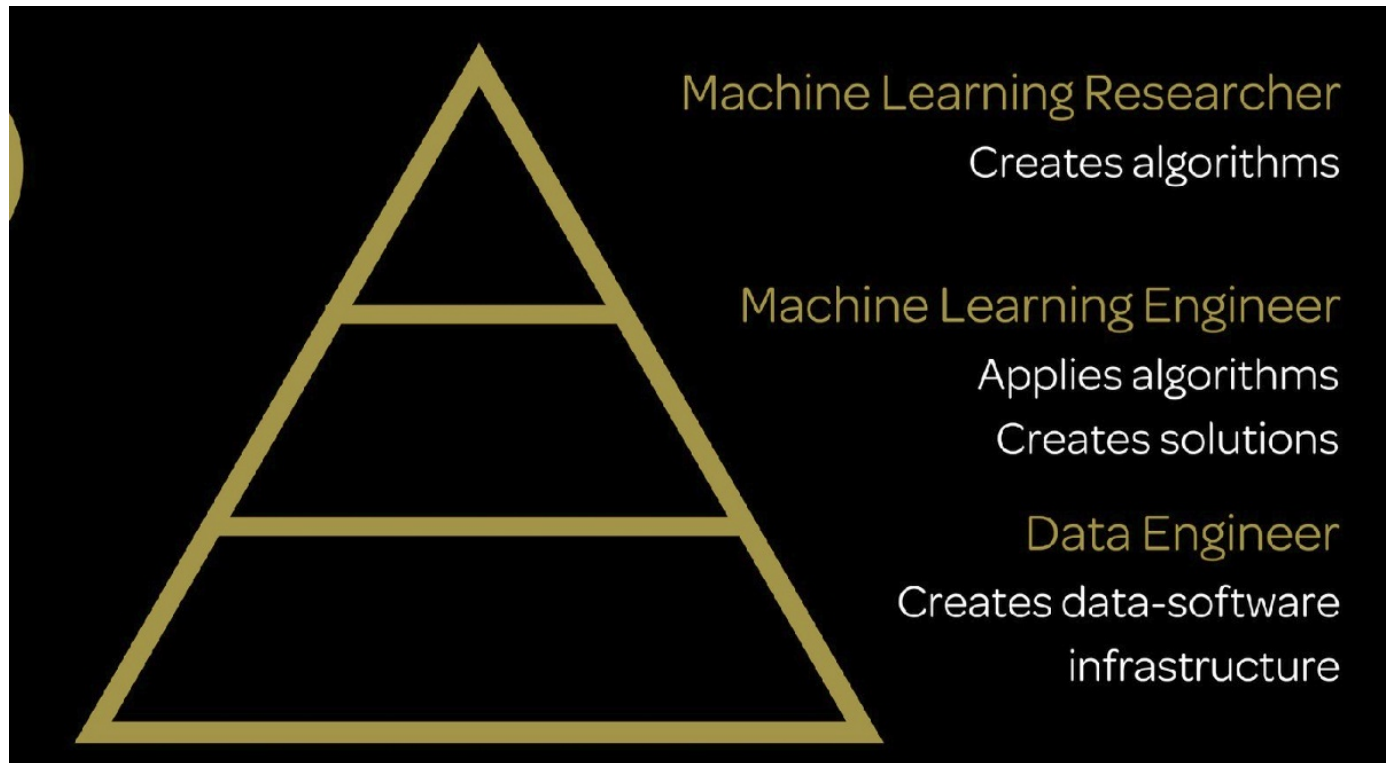 Machine Learning Researcher
Creates algorithms
Machine Learning Engineer
Applies algorithms
Creates solutions
Data Engineer
Creates data-software
infrastructure